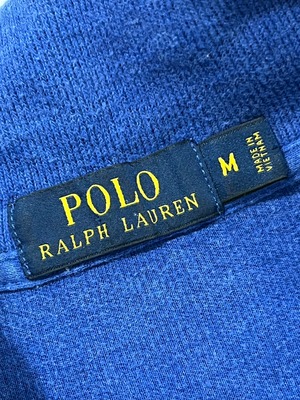 POLO
RALPH LAUREN
M
MADE IN
VIETNAM